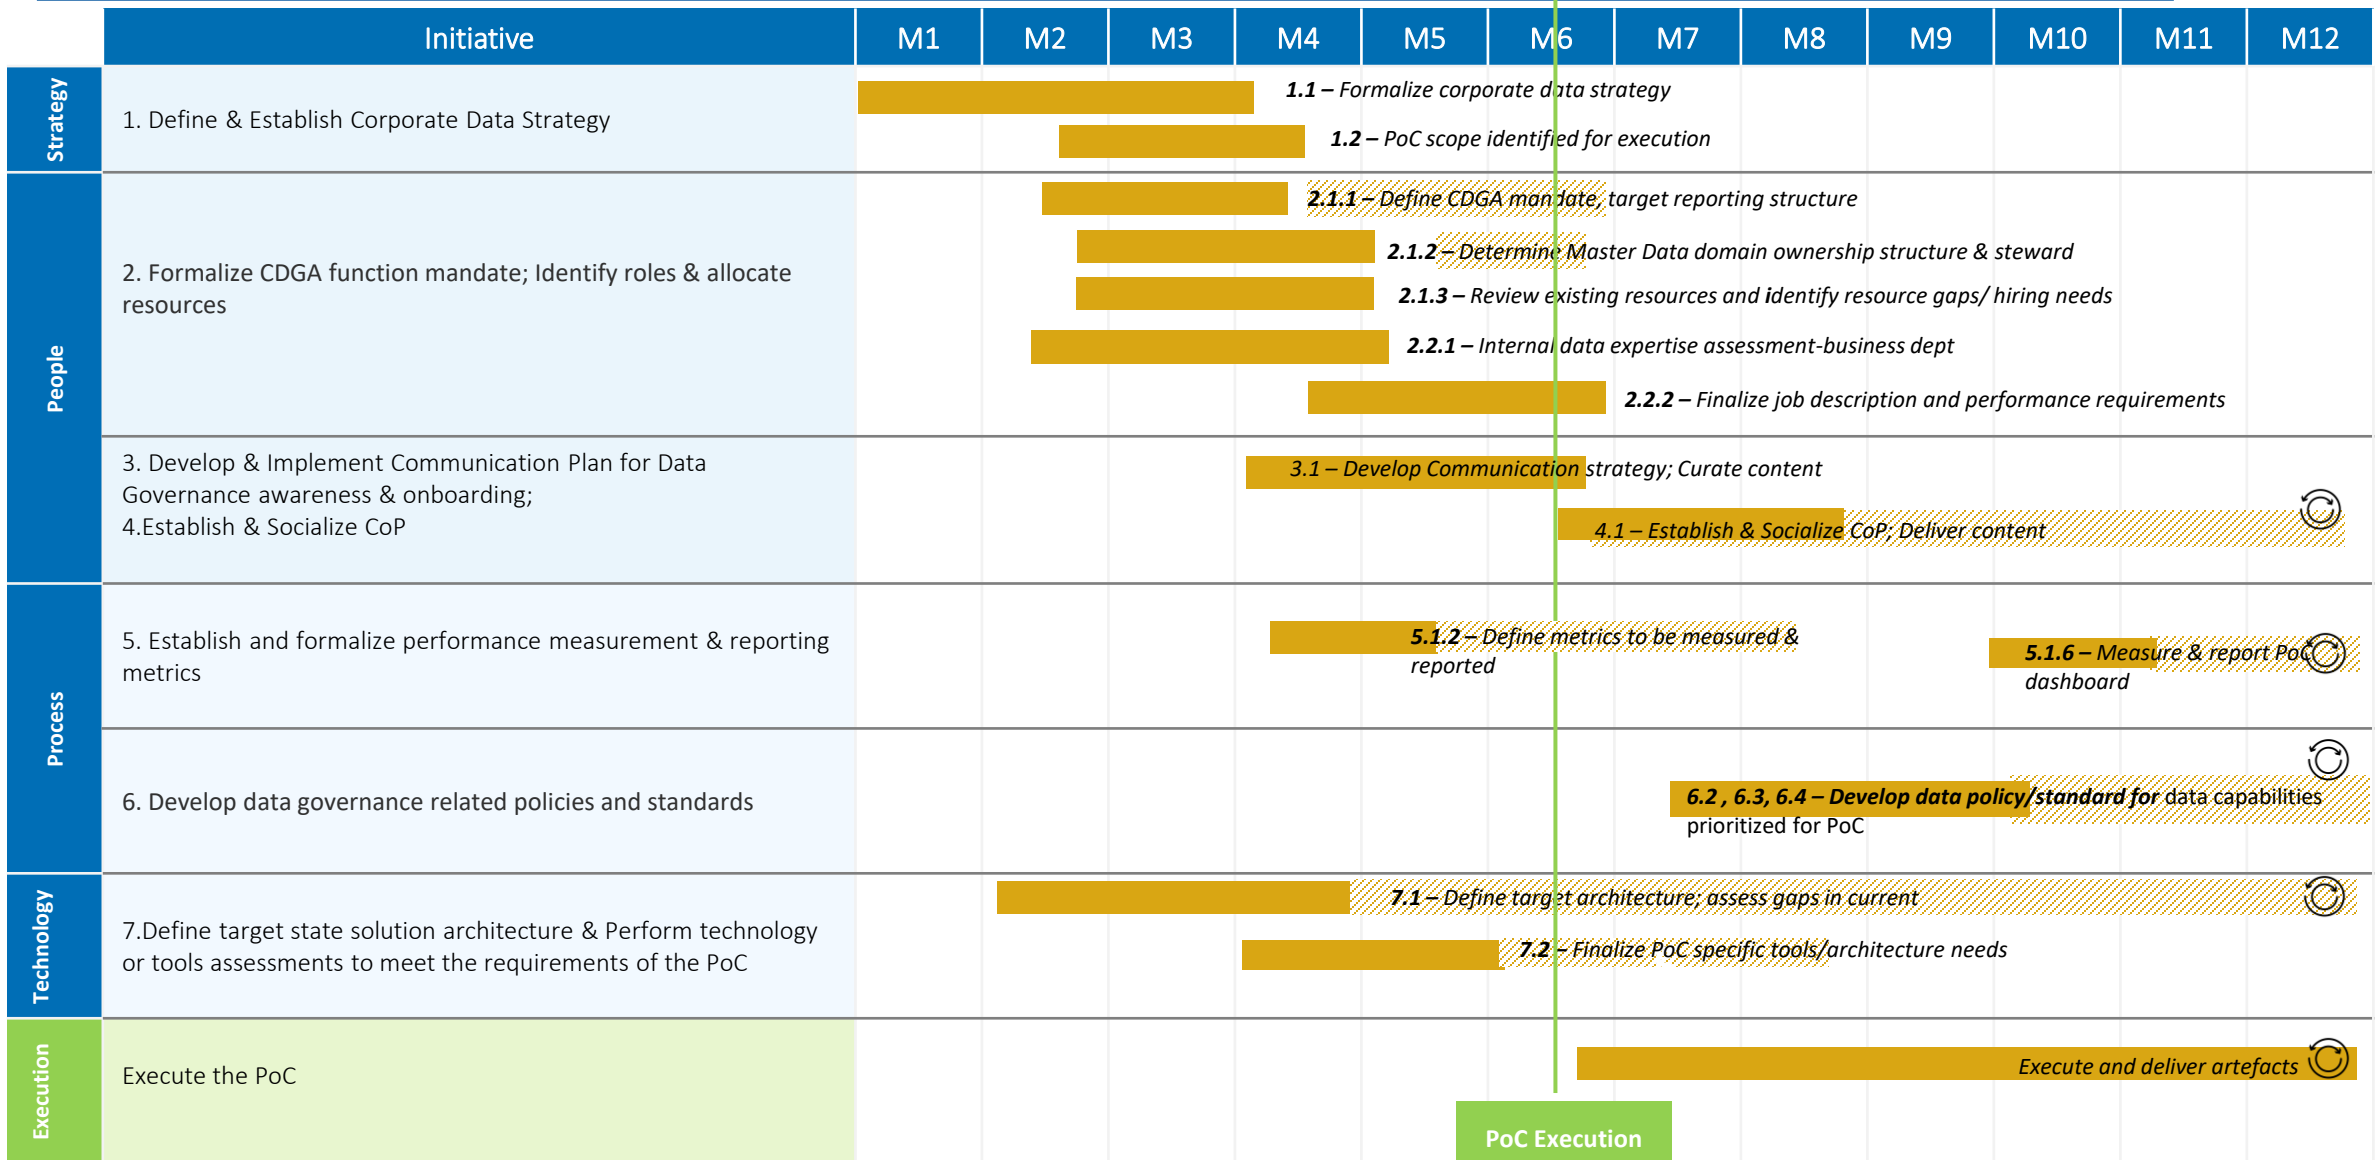 Initiative
M1
M2
M3
M4
M5
M6
M7
M8
M9
M10
M11
M12
Strategy
1. Define & Establish Corporate Data Strategy
1.1 – Formalize corporate data strategy
1.2 – PoC scope identified for execution
People
2. Formalize CDGA function mandate; Identify roles & allocate
resources
2.1.1 – Define CDGA mandate, target reporting structure
2.1.2 – Determine Master Data domain ownership structure & steward
2.1.3 – Review existing resources and identify resource gaps/ hiring needs
2.2.1 – Internal data expertise assessment-business dept
2.2.2 – Finalize job description and performance requirements
3. Develop & Implement Communication Plan for Data
Governance awareness & onboarding;
4.Establish & Socialize CoP
3.1 – Develop Communication strategy; Curate content
4.1 – Establish & Socialize CoP; Deliver content
Process
5. Establish and formalize performance measurement & reporting
metrics
5.1.2 – Define metrics to be measured &
reported
5.1.6 – Measure & report PoC
dashboard
6. Develop data governance related policies and standards
6.2 , 6.3, 6.4 – Develop data policy/standard for data capabilities
prioritized for PoC
Technology
7.Define target state solution architecture & Perform technology
or tools assessments to meet the requirements of the PoC
7.1 – Define target architecture; assess gaps in current
7.2 – Finalize PoC specific tools/architecture needs
Execution
Execute the PoC
Execute and deliver artefacts
PoC Execution